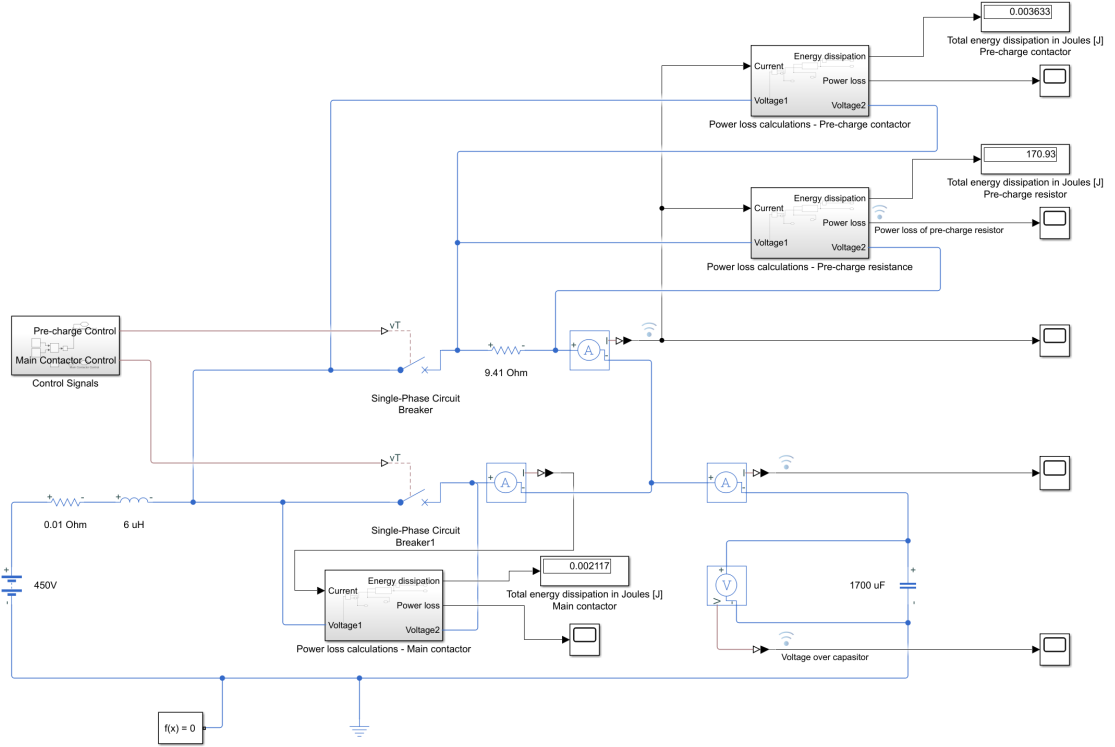 0.003633
Total energy dissipation in Joules [J]
Pre-charge contactor
Energy dissipation
Current
Power loss
Voltage1
Voltage2
Power loss calculations - Pre-charge contactor
170.93
Total energy dissipation in Joules [J]
Pre-charge resistor
Energy dissipation
Current
Power loss
Power loss of pre-charge resistor
Voltage1
Voltage2
Power loss calculations - Pre-charge resistance
Pre-charge Control
Main Contactor Control
Control Signals
vT
+ -
9.41 Ohm
+ A I -
Single-Phase Circuit
Breaker
vT
+ A I -
+ A I -
+ -
0.01 Ohm
+ -
6 uH
Single-Phase Circuit
Breaker1
+
450V
-
0.002117
Total energy dissipation in Joules [J]
Main contactor
Energy dissipation
Current
Power loss
Voltage1
Voltage2
Power loss calculations - Main contactor
+
V
V -
+
1700 uF
-
Voltage over capasitor
f(x) = 0